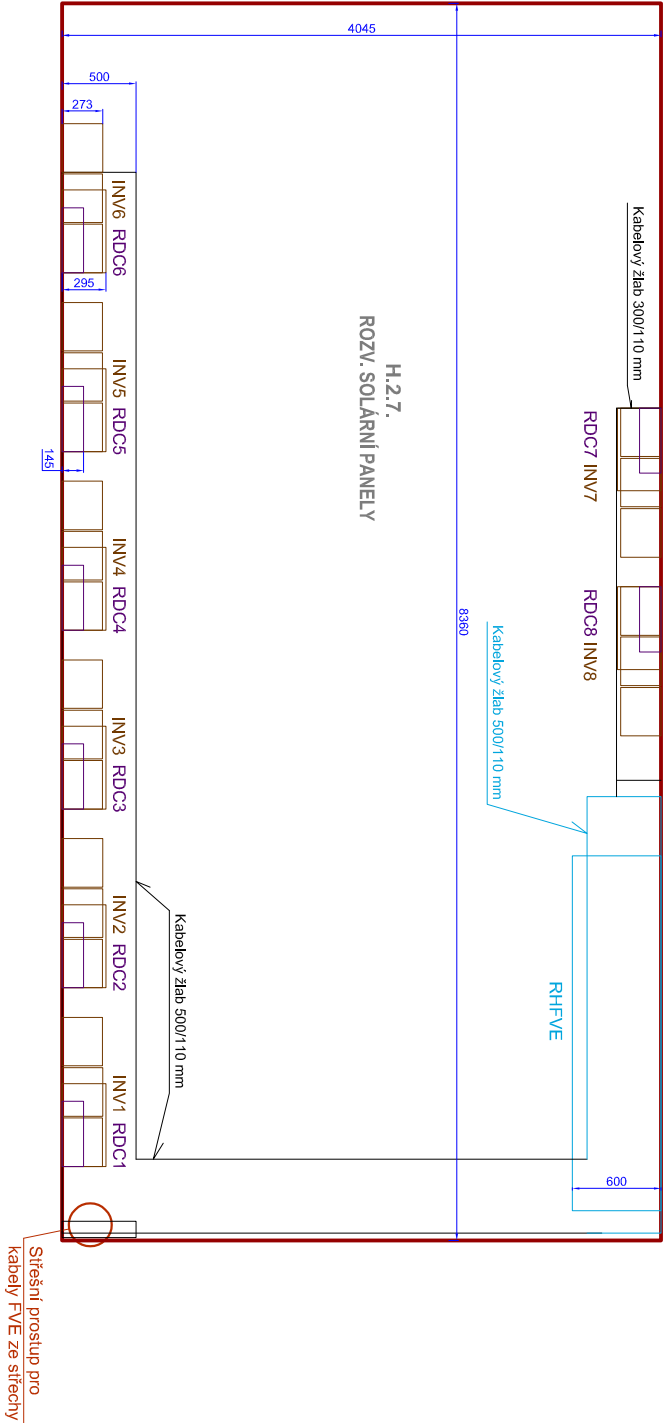 4045
500
273
INV6 RDC6
295
Kabelový žlab 300/110 mm
H.2.7.
ROZV. SOLÁRNÍ PANELY
INV5 RDC5
145
RDC7 INV7
INV4 RDC4
RDC8 INV8
8360
Kabelový žlab 500/110 mm
INV3 RDC3
INV2 RDC2
Kabelový žlab 500/110 mm
RHFVE
INV1 RDC1
600
Střešní prostup pro
kabely FVE ze střechy